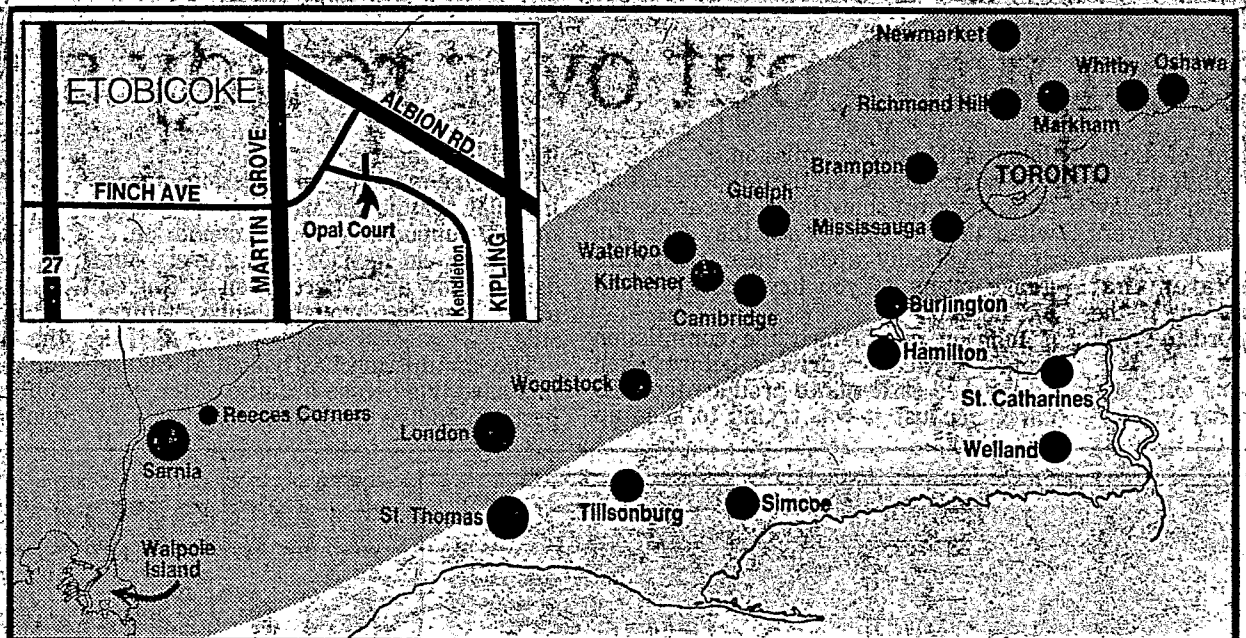 ETOBICOKE
ALBION RD.
FINCH AVE
MARTIN GROVE
Opal Court
27
Kendleton
KIPLING
Newmarket
Whitby
Oshawa
Richmond Hill
Markham
Brampton
TORONTO
Guelph
Mississauga
Waterloo
Kitchener
Cambridge
Burlington
Hamilton
Woodstock
St. Catharines
Reeces Corners
London
Sarnia
Welland
St. Thomas
Tillsonburg
Simcoe
Walpole
Island